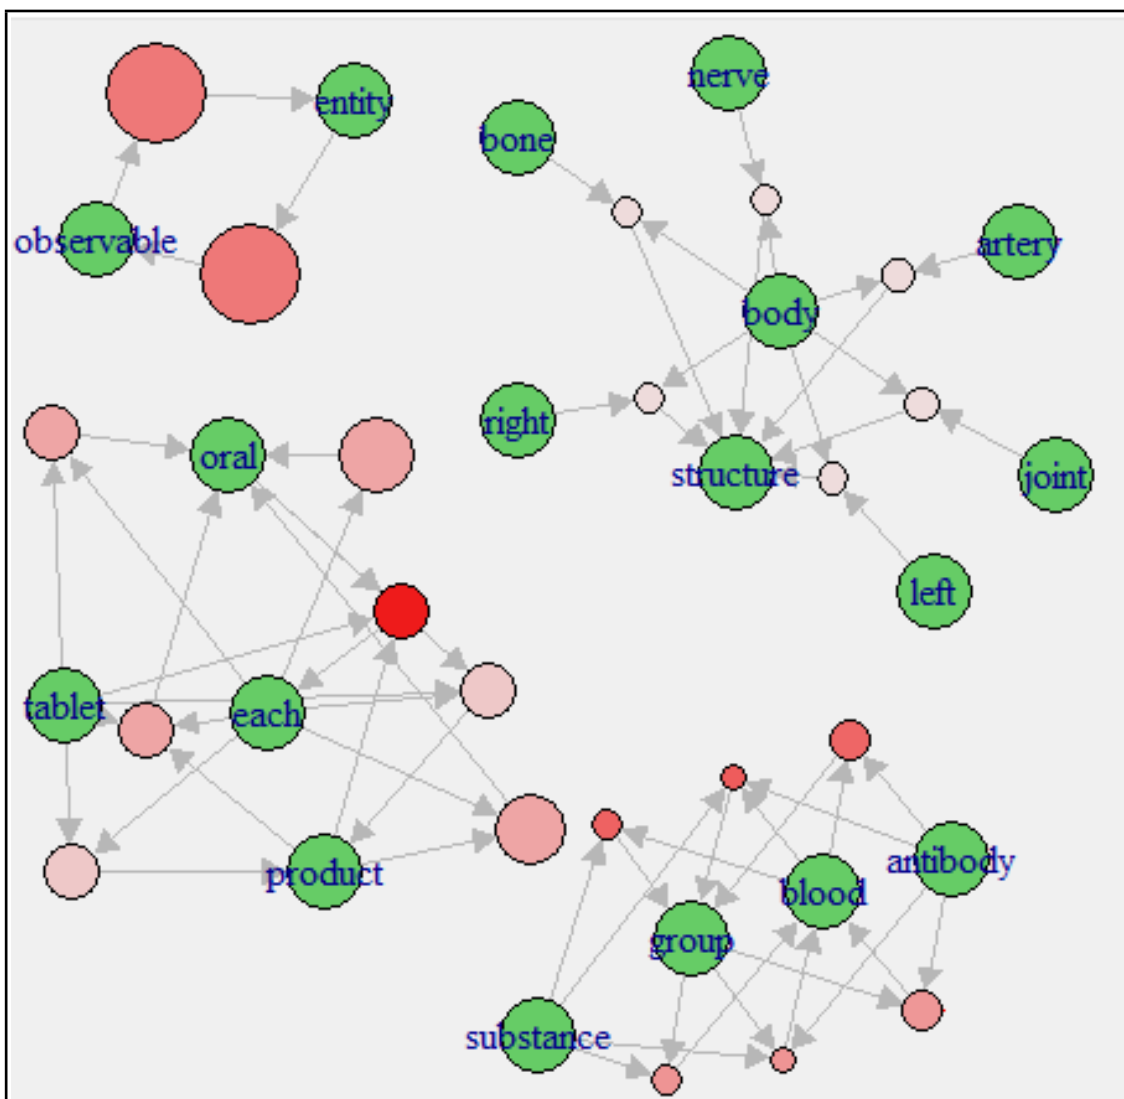 nerve
entity
bone
observable
artery
body
right
oral
structure
joint
left
tablet
each
product
antibody
blood
group
substance